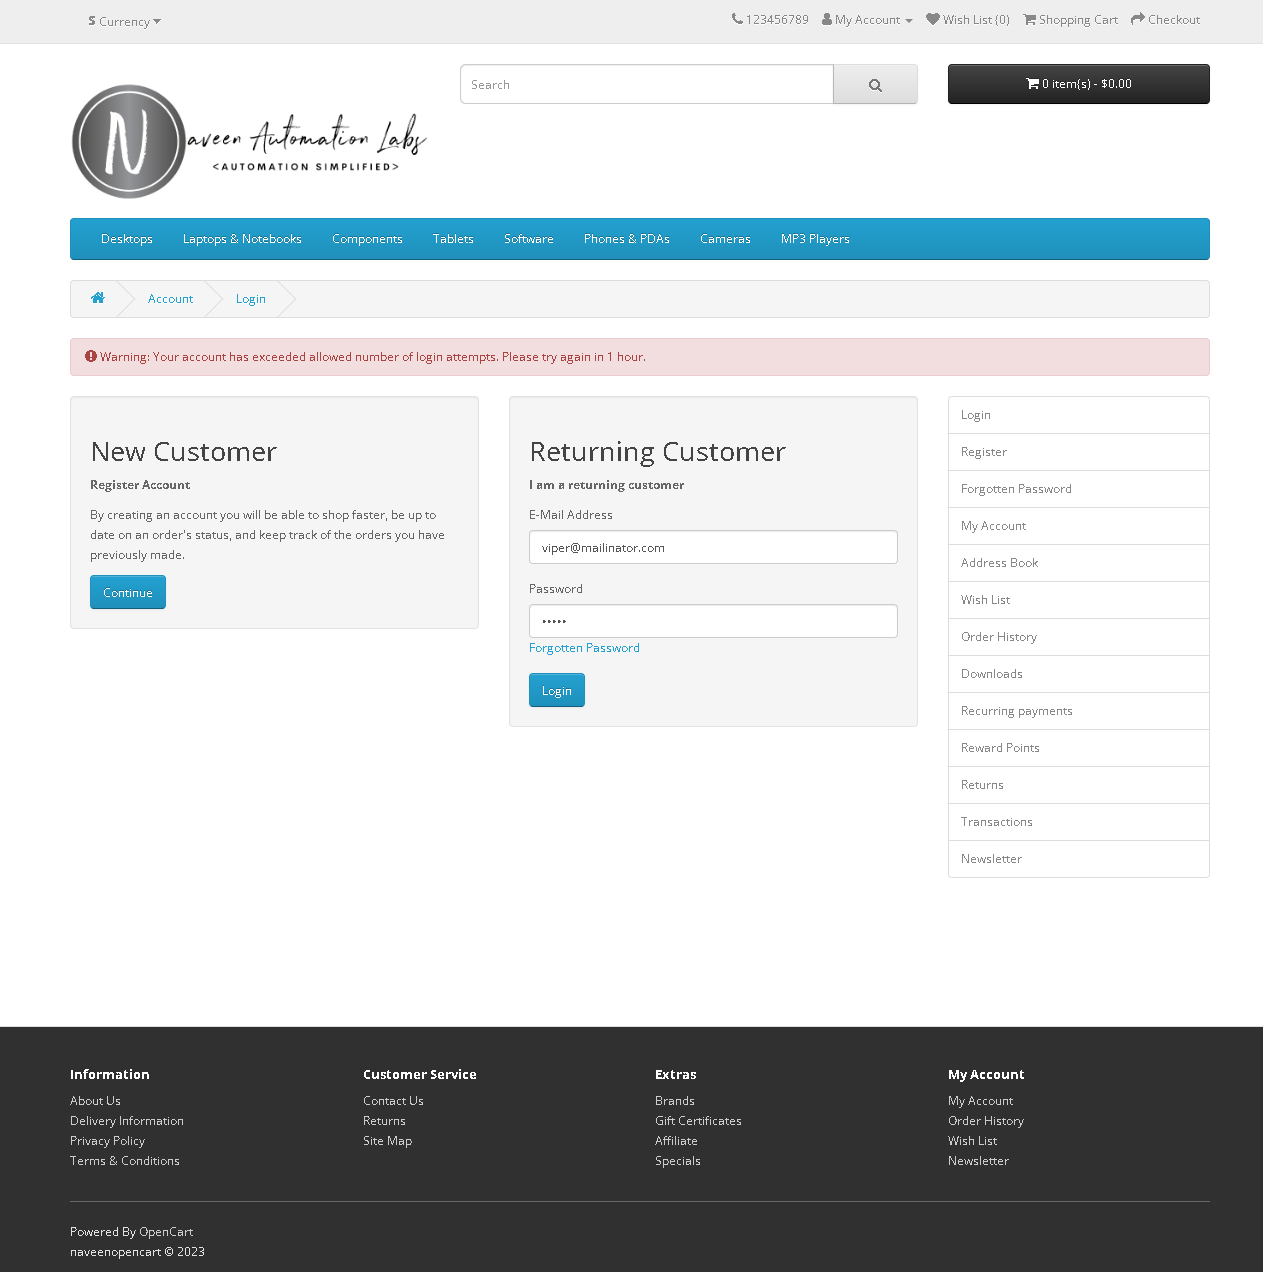 $ Currency
123456789 My Account Wish List (0) Shopping Cart Checkout
Search
0 item(s) - $0.00
N
aveen Automation Labs
<AUTOMATION SIMPLIFIED>
Desktops Laptops & Notebooks Components Tablets Software Phones & PDAs Cameras MP3 Players
Account Login
Warning: Your account has exceeded allowed number of login attempts. Please try again in 1 hour.
New Customer
Register Account
By creating an account you will be able to shop faster, be up to
date on an order's status, and keep track of the orders you have
previously made.
Continue
Returning Customer
I am a returning customer
E-Mail Address
viper@mailinator.com
Password
•••••
Forgotten Password
Login
Login
Register
Forgotten Password
My Account
Address Book
Wish List
Order History
Downloads
Recurring payments
Reward Points
Returns
Transactions
Newsletter
Information
About Us
Delivery Information
Privacy Policy
Terms & Conditions
Customer Service
Contact Us
Returns
Site Map
Extras
Brands
Gift Certificates
Affiliate
Specials
My Account
My Account
Order History
Wish List
Newsletter
Powered By OpenCart
naveenopencart © 2023